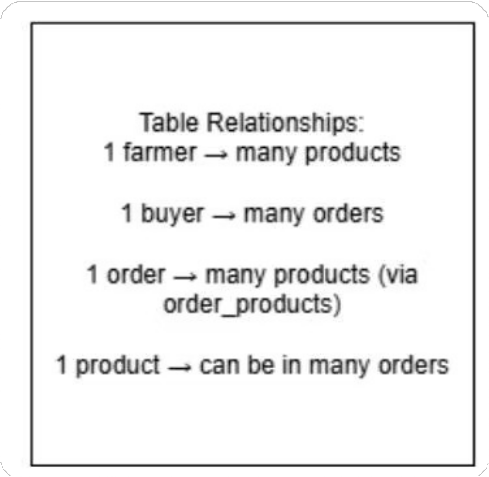 Table Relationships:
1 farmer → many products
1 buyer → many orders
1 order → many products (via
order_products)
1 product → can be in many orders